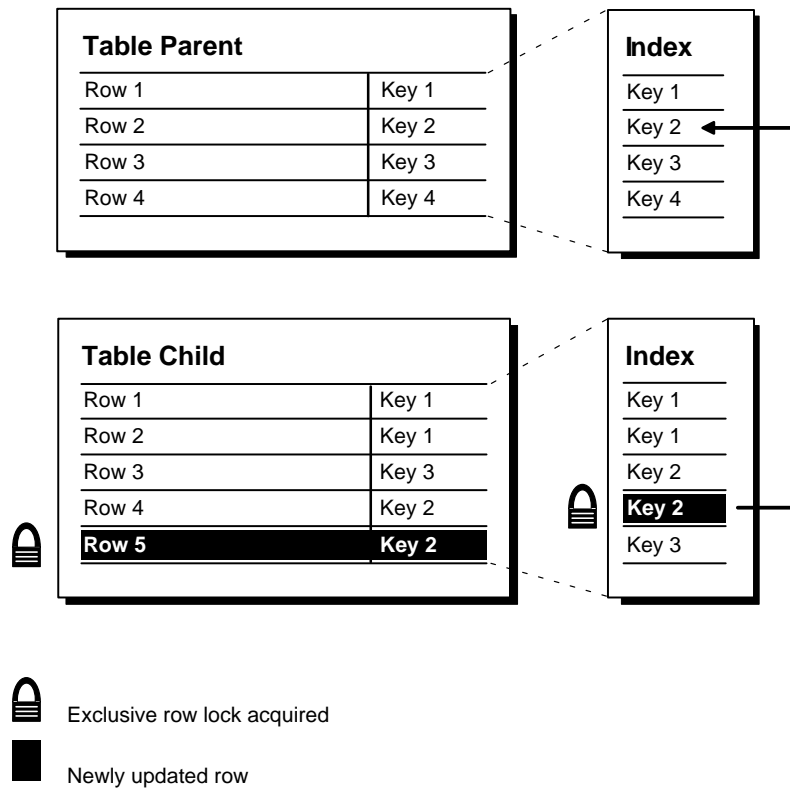 Table Parent
Row 1 Key 1
Row 2 Key 2
Row 3 Key 3
Row 4 Key 4
Index
Key 1
Key 2
Key 3
Key 4
Table Child
Row 1 Key 1
Row 2 Key 1
Row 3 Key 3
Row 4 Key 2
Row 5 Key 2
Index
Key 1
Key 1
Key 2
Key 2
Key 3
Exclusive row lock acquired
Newly updated row